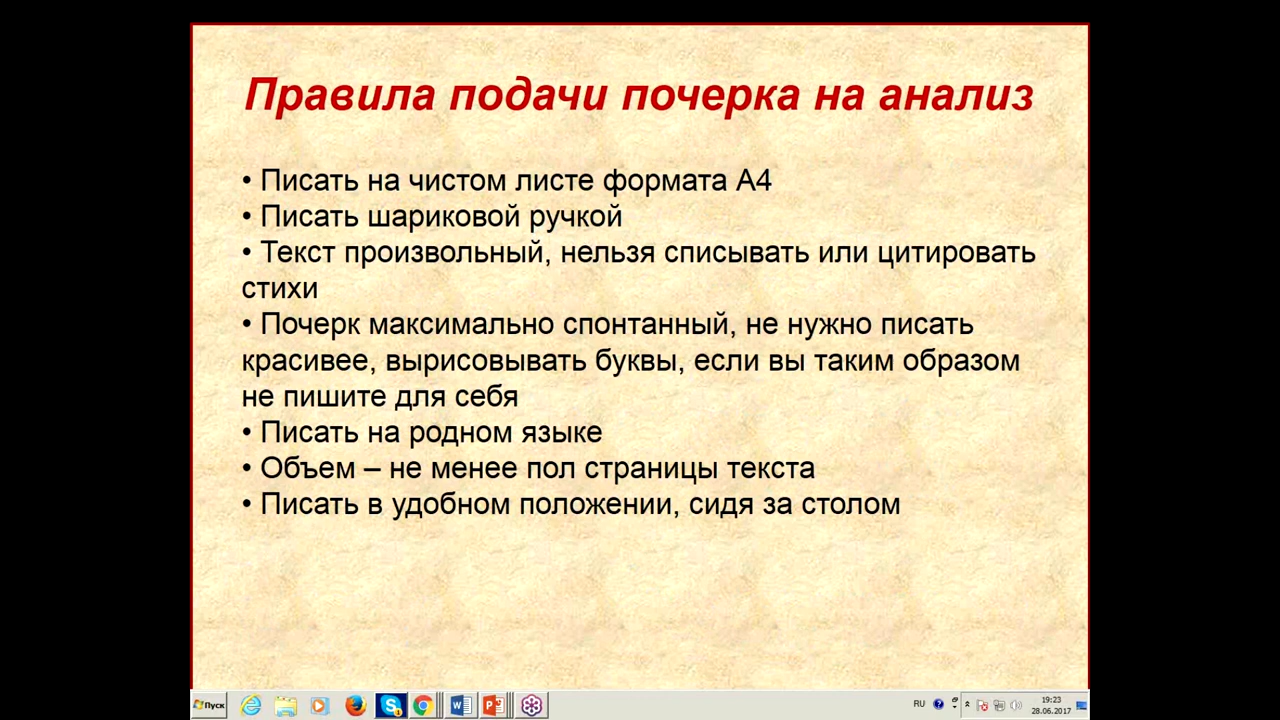 Правила подачи почерка на анализ
• Писать на чистом листе формата А4
• Писать шариковой ручкой
• Текст произвольный, нельзя списывать или цитировать
стихи
• Почерк максимально спонтанный, не нужно писать
красивее, вырисовывать буквы, если вы таким образом
не пишите для себя
• Писать на родном языке
• Объем – не менее пол страницы текста
• Писать в удобном положении, сидя за столом
Пуск
RU
19:23
28.06.2017